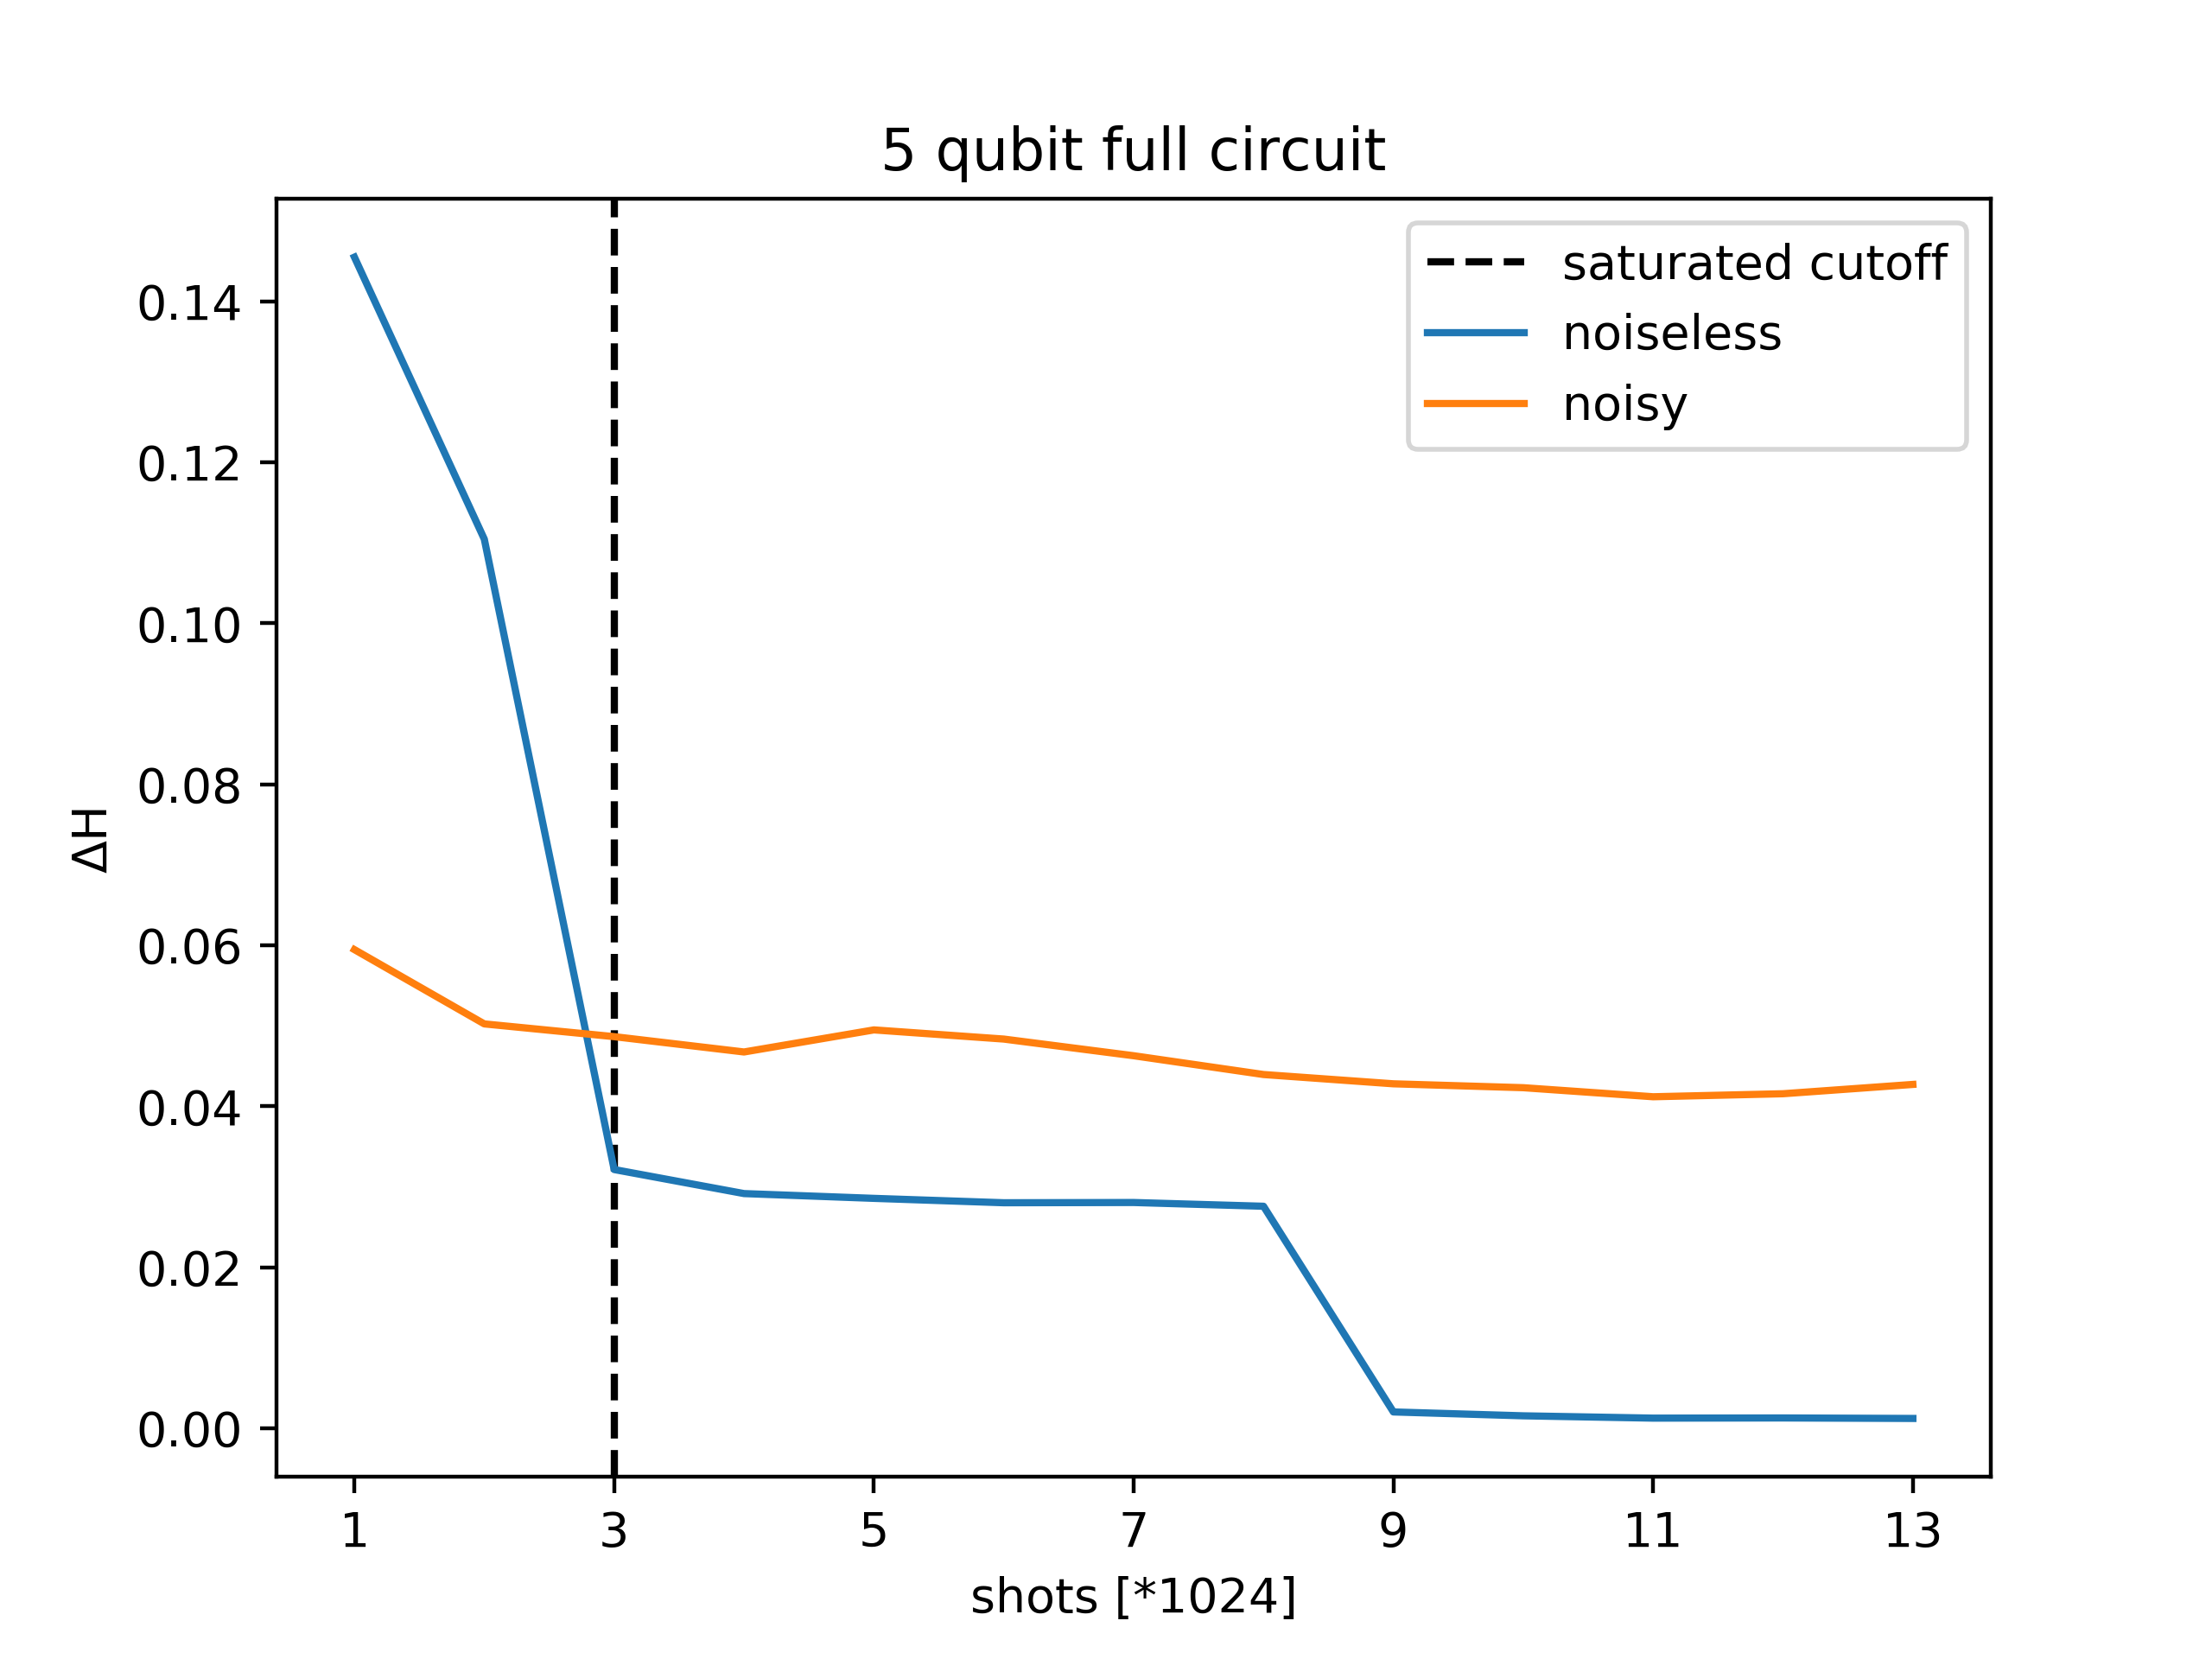 5 qubit full circuit
saturated cutoff
noiseless
noisy
0.14
0.12
0.10
0.08
0.06
0.04
0.02
0.00
ΔH
1 3 5 7 9 11 13
shots [*1024]